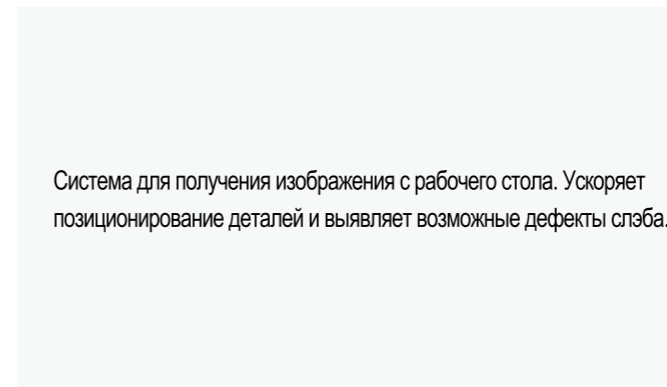 Система для получения изображения с рабочего стола. Ускоряет
позиционирование деталей и выявляет возможные дефекты слэба.